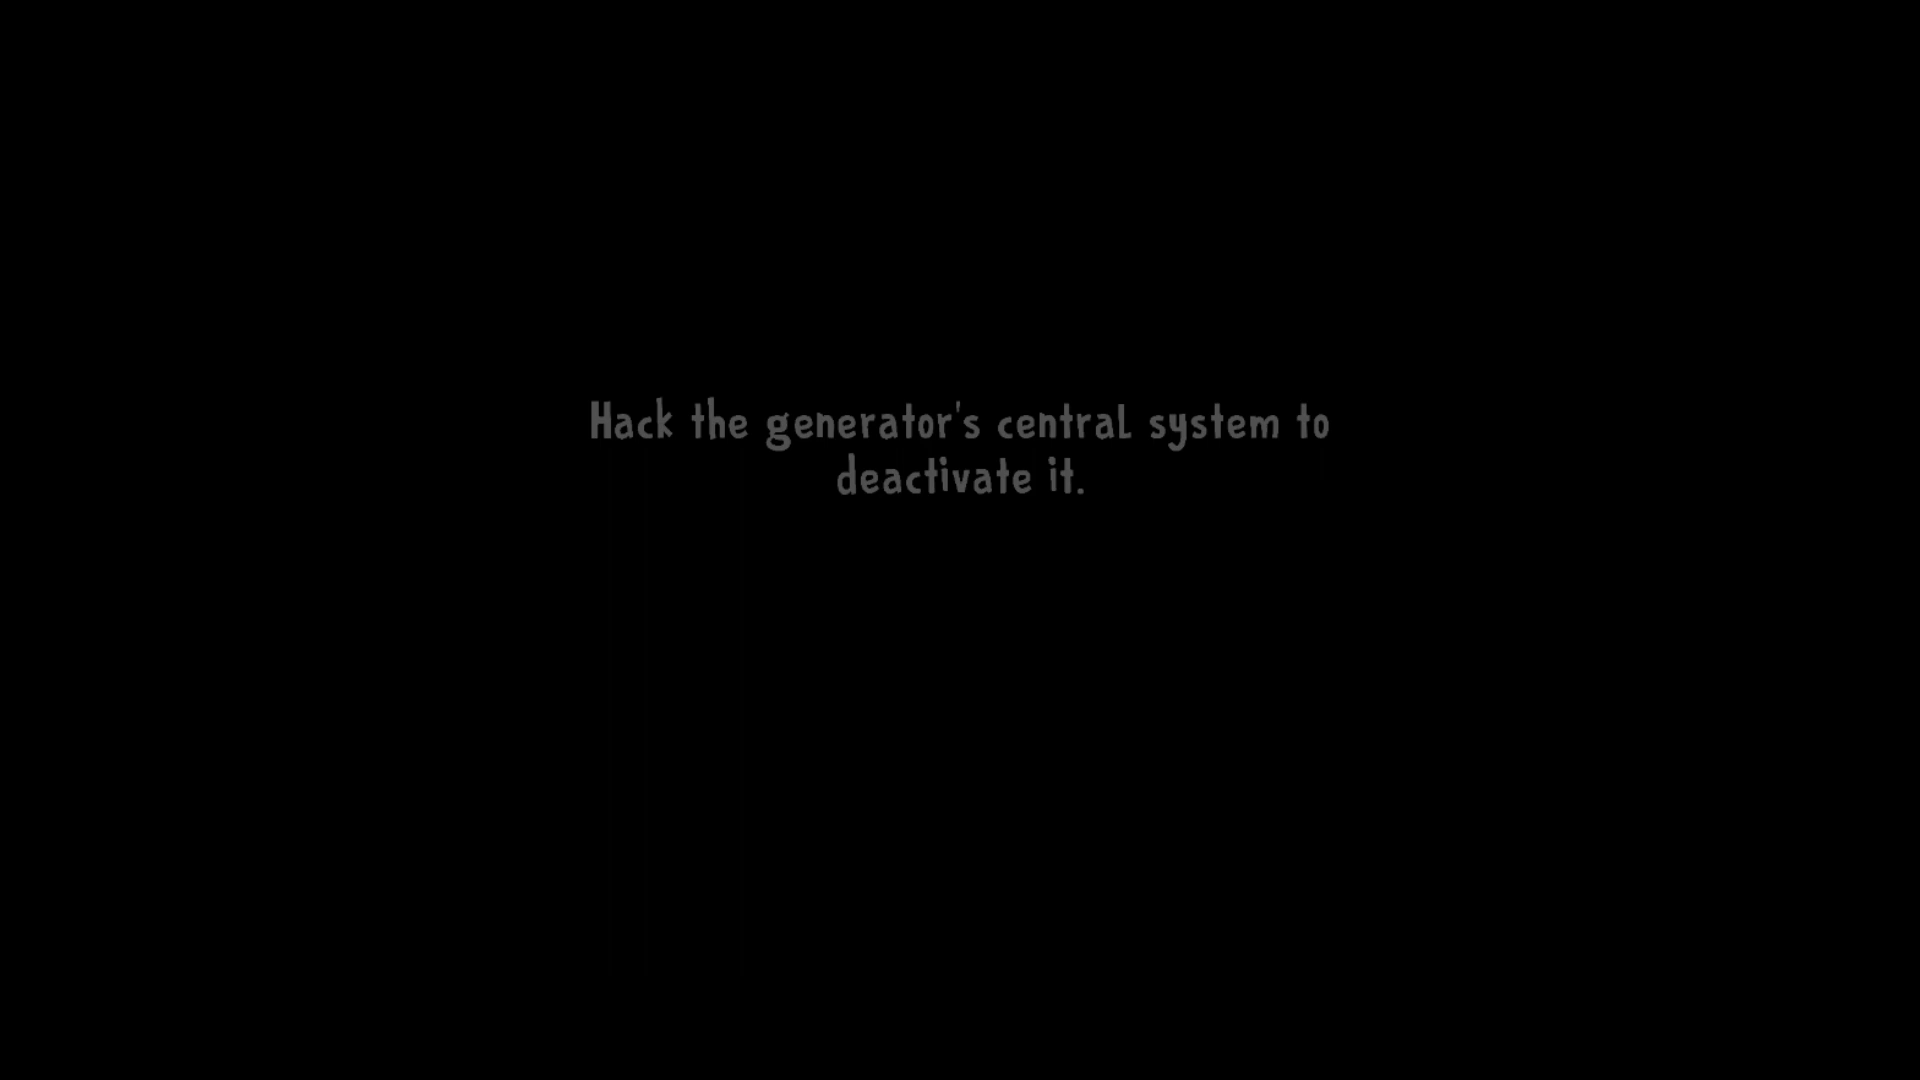 Hack the generator's central system to
deactivate it.